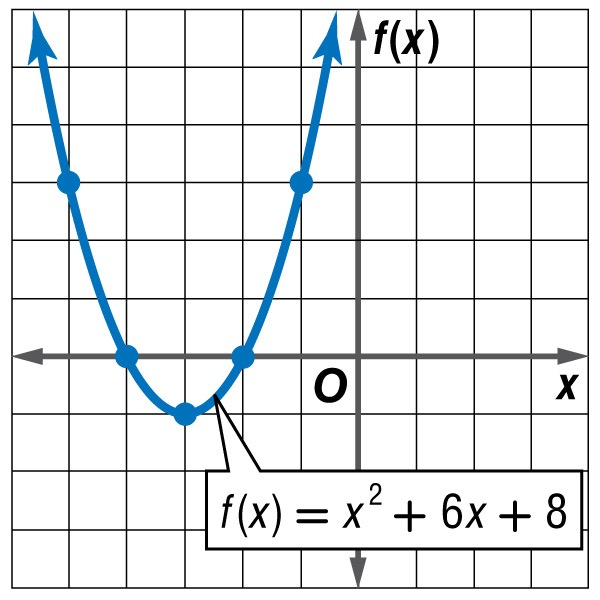 f(x)
O
x
f(x) = x² + 6x + 8